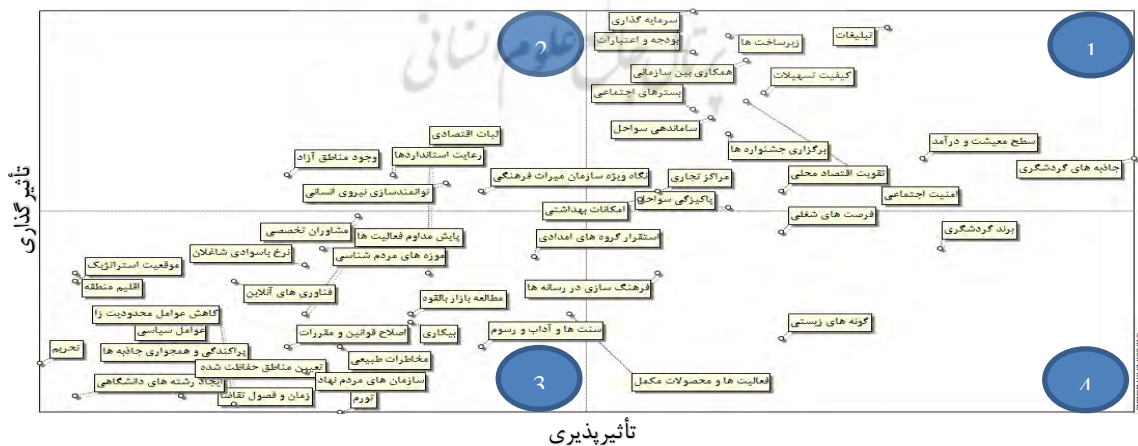 سرمایه گذاری
تبلیغات
زیرساخت ها
بودجه و اعتبارات
1
2
پرتال جامع علوم انسانی
همکاری بین سازمانی
کیفیت تسهیلات
بسترهای اجتماعی
ساماندهی سواحل
ثبات اقتصادی
سطح معیشت و درآمد
برگزاری جشنواره ها
رعایت استانداردها
وجود مناطق آزاد
جاذبه های گردشگری
تقویت اقتصاد محلی
مراکز تجاری
نگاه ویژه سازمان میراث فرهنگی
توانمندسازی نیروی انسانی
امنیت اجتماعی
پاکیزگی سواحل
امکانات بهداشتی
فرصت های شغلی
تأثیرگذاری
برند گردشگری
استقرار گروه های امدادی
پایش مداوم فعالیت ها
مشاوران تخصصی
موزه های مردم شناسی
نرخ باسوادی شاغلان
موقعیت استراتژیک
فرهنگ سازی در رسانه ها
فناوری های آنلاین
اقلیم منطقه
مطالعه بازار بالقوه
کاهش عوامل محدودیت زا
گونه های زیستی
سنت ها و آداب و رسوم
بیکاری
اصلاح قوانین و مقررات
عوامل سیاسی
تحریم
پراکندگی و همجواری جاذبه ها
مخاطرات طبیعی
تعیین مناطق حفاظت شده
فعالیت ها و محصولات مکمل
سازمان های مردم نهاد
ایجاد رشته های دانشگاهی
3
4
زمان و فصول تقاضا
تورم
تأثیرپذیری